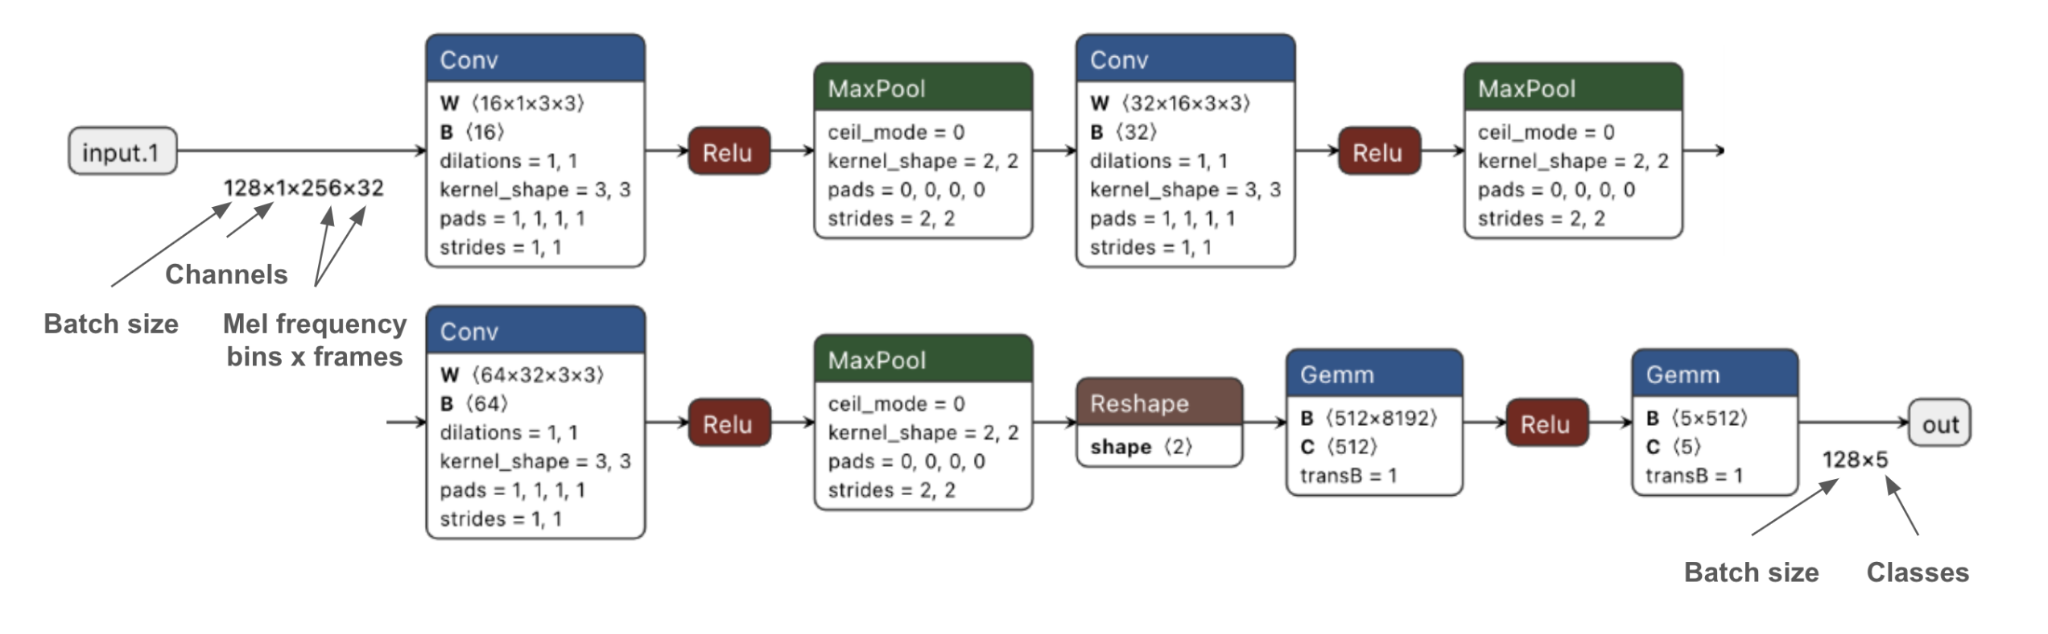 input.1
128×1×256×32
Batch size
Channels
Mel frequency
bins x frames
Conv
W ⟨16×1×3×3⟩
B ⟨16⟩
dilations = 1, 1
kernel_shape = 3, 3
pads = 1, 1, 1, 1
strides = 1, 1
Relu
MaxPool
ceil_mode = 0
kernel_shape = 2, 2
pads = 0, 0, 0, 0
strides = 2, 2
Conv
W ⟨32×16×3×3⟩
B ⟨32⟩
dilations = 1, 1
kernel_shape = 3, 3
pads = 1, 1, 1, 1
strides = 1, 1
Relu
MaxPool
ceil_mode = 0
kernel_shape = 2, 2
pads = 0, 0, 0, 0
strides = 2, 2
Conv
W ⟨64×32×3×3⟩
B ⟨64⟩
dilations = 1, 1
kernel_shape = 3, 3
pads = 1, 1, 1, 1
strides = 1, 1
Relu
MaxPool
ceil_mode = 0
kernel_shape = 2, 2
pads = 0, 0, 0, 0
strides = 2, 2
Reshape
shape ⟨2⟩
Gemm
B ⟨512×8192⟩
C ⟨512⟩
transB = 1
Relu
Gemm
B ⟨5×512⟩
C ⟨5⟩
transB = 1
out
128×5
Batch size
Classes